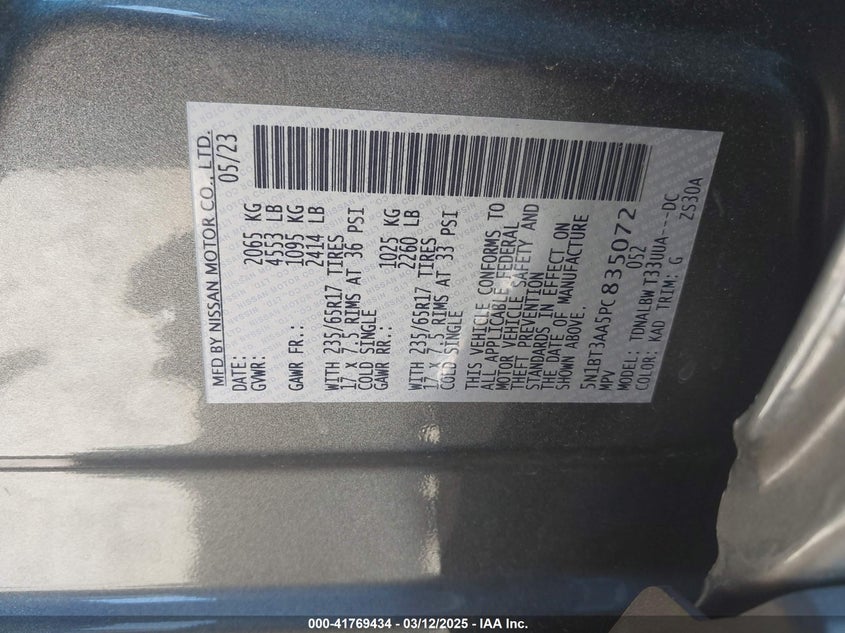 MFD BY NISSAN MOTOR CO., LTD.
DATE: 05/23
GVWR: 2065 KG
4553 LB
GAWR FR.: 1095 KG
2414 LB
WITH 235/65R17 TIRES
17 X 7.5 RIMS AT 36 PSI
COLD SINGLE
GAWR RR.: 1025 KG
2260 LB
WITH 235/65R17 TIRES
17 X 7.5 RIMS AT 33 PSI
COLD SINGLE
THIS VEHICLE CONFORMS TO
ALL APPLICABLE FEDERAL
MOTOR VEHICLE SAFETY AND
THEFT PREVENTION
STANDARDS IN EFFECT ON
THE DATE OF MANUFACTURE
SHOWN ABOVE.
5N1BT3AA5PC835072
MPV 052
MODEL: TDNALBW T33UUA---DC
COLOR: KAD TRIM: G ZS30A
000-41769434 - 03/12/2025 - IAA Inc.